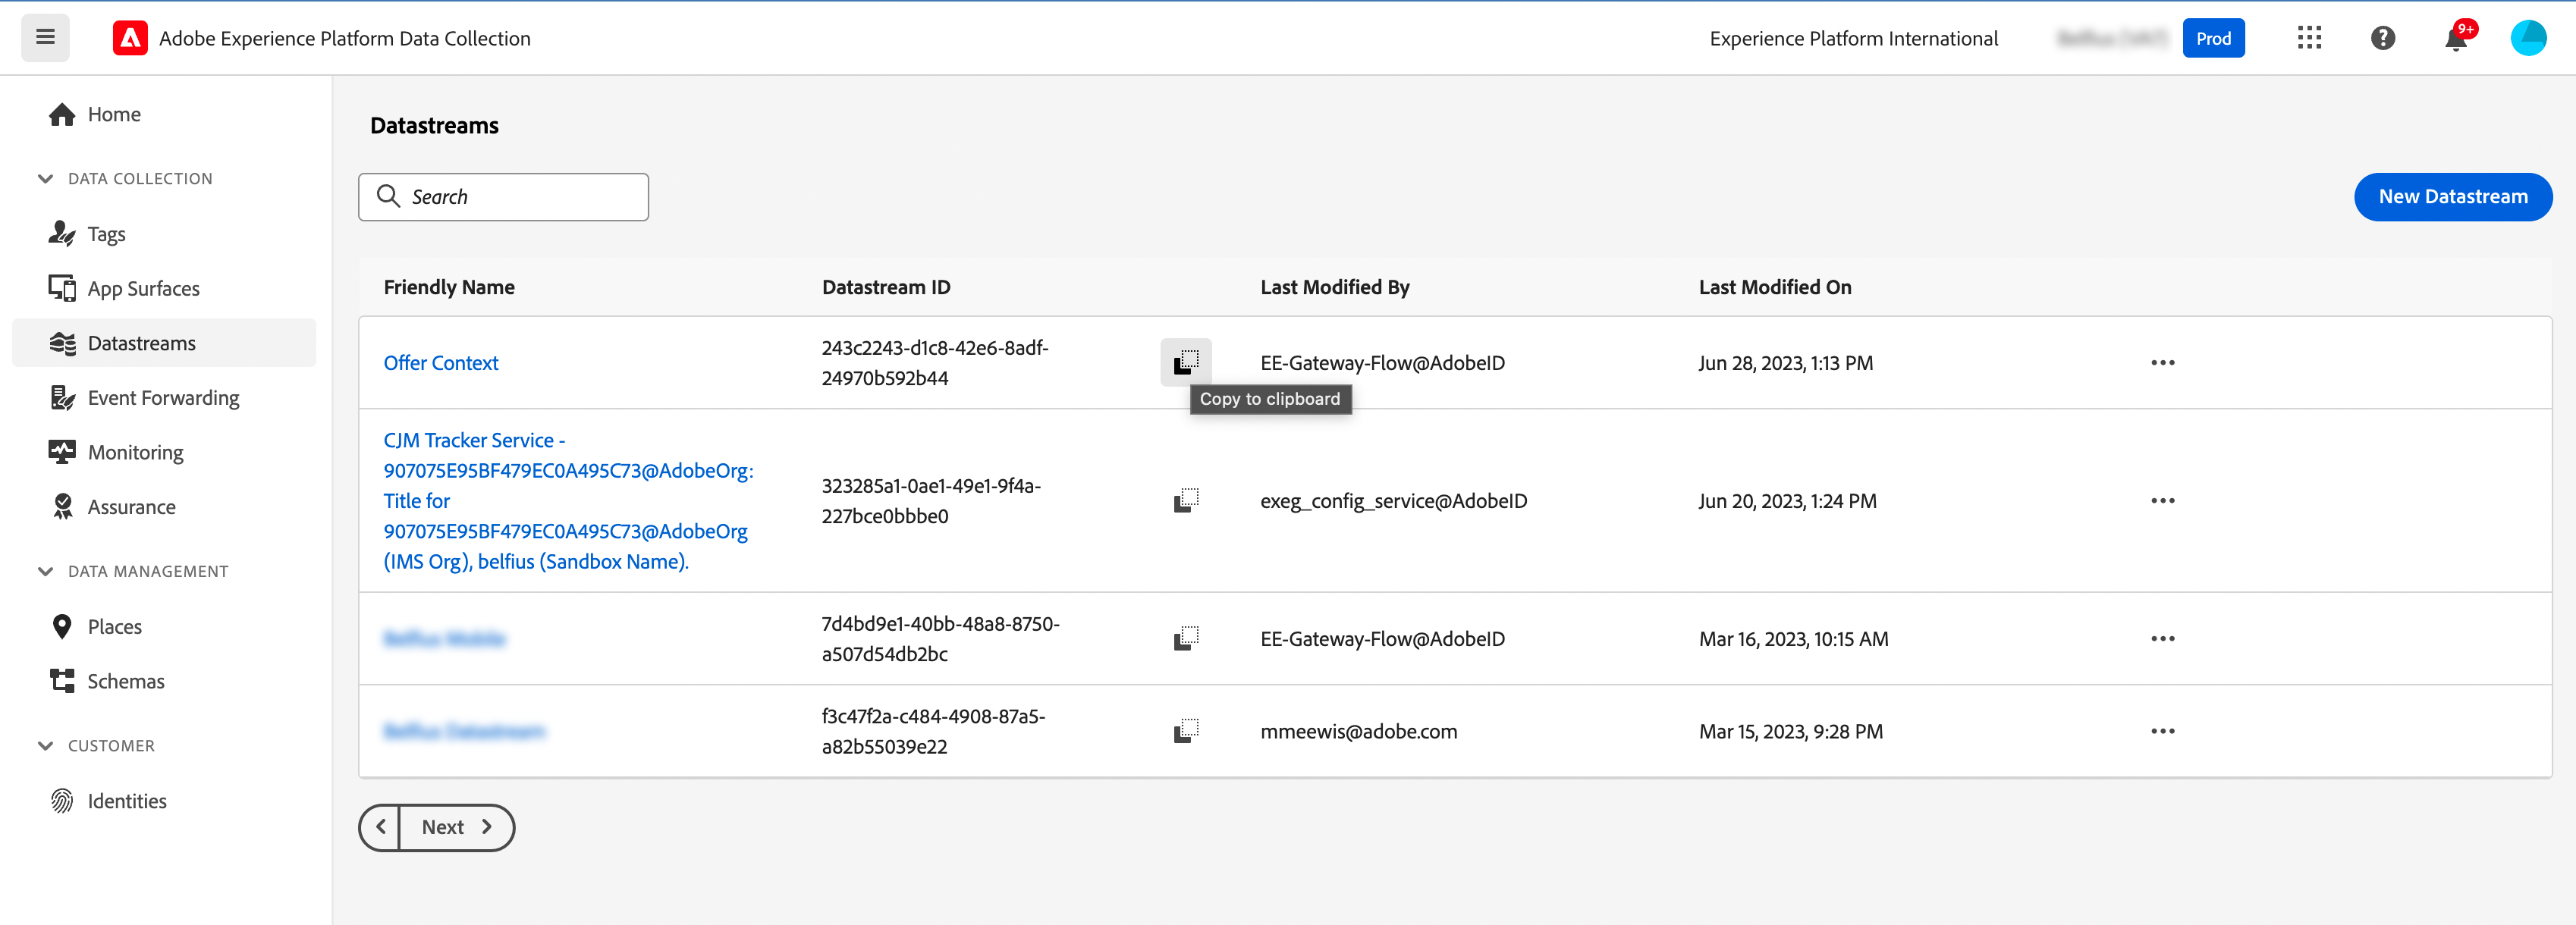 Adobe Experience Platform Data Collection
Experience Platform International
Prod
9+
Home
DATA COLLECTION
Tags
App Surfaces
Datastreams
Event Forwarding
Monitoring
Assurance
DATA MANAGEMENT
Places
Schemas
CUSTOMER
Identities
Datastreams
Search
New Datastream
Friendly Name
Datastream ID
Last Modified By
Last Modified On
Offer Context
243c2243-d1c8-42e6-8adf-
24970b592b44
EE-Gateway-Flow@AdobeID
Jun 28, 2023, 1:13 PM
Copy to clipboard
CJM Tracker Service -
907075E95BF479EC0A495C73@AdobeOrg:
Title for
907075E95BF479EC0A495C73@AdobeOrg
(IMS Org), belfius (Sandbox Name).
323285a1-0ae1-49e1-9f4a-
227bce0bbbe0
exeg_config_service@AdobeID
Jun 20, 2023, 1:24 PM
7d4bd9e1-40bb-48a8-8750-
a507d54db2bc
EE-Gateway-Flow@AdobeID
Mar 16, 2023, 10:15 AM
f3c47f2a-c484-4908-87a5-
a82b55039e22
mmeewis@adobe.com
Mar 15, 2023, 9:28 PM
Next